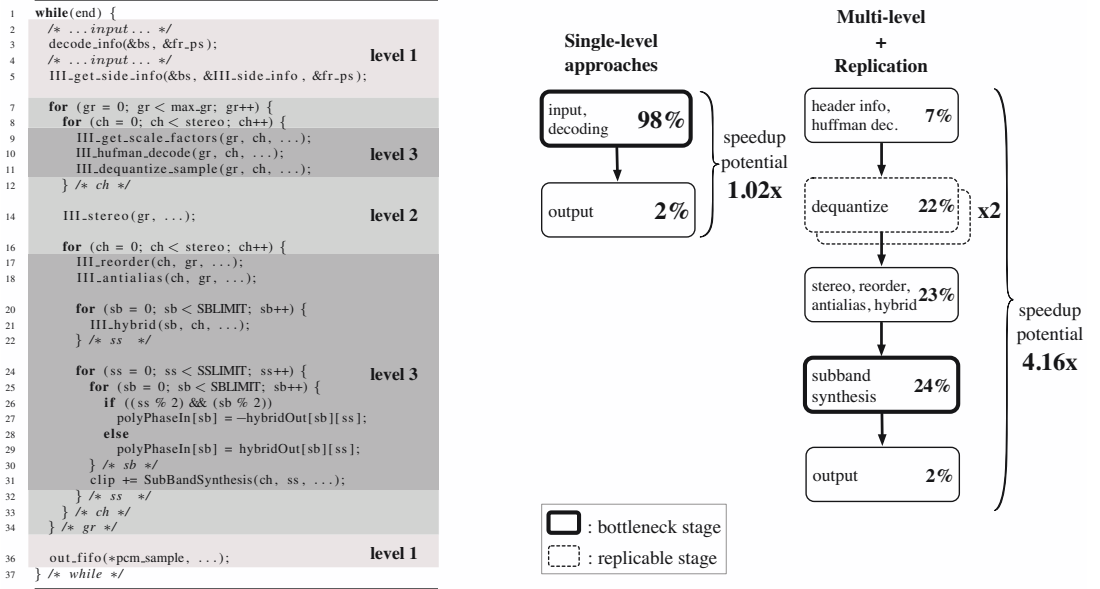 1 while(end) {
2 /* ...input... */
3 decode_info(&bs, &fr_ps);
4 /* ...input... */
5 III_get_side_info(&bs, &III_side_info, &fr_ps);
level 1
7 for (gr = 0; gr < max_gr; gr++) {
8 for (ch = 0; ch < stereo; ch++) {
9 III_get_scale_factors(gr, ch, ...);
10 III_hufman_decode(gr, ch, ...);
11 III_dequantize_sample(gr, ch, ...);
level 3
12 } /* ch */
14 III_stereo(gr, ...);
level 2
16 for (ch = 0; ch < stereo; ch++) {
17 III_reorder(ch, gr, ...);
18 III_antialias(ch, gr, ...);
20 for (sb = 0; sb < SBLIMIT; sb++) {
21 III_hybrid(sb, ch, ...);
22 } /* ss */
24 for (ss = 0; ss < SSLIMIT; ss++) {
level 3
25 for (sb = 0; sb < SBLIMIT; sb++) {
26 if ((ss % 2) && (sb % 2))
27 polyPhaseIn[sb] = −hybridOut[sb][ss];
28 else
29 polyPhaseIn[sb] = hybridOut[sb][ss];
30 } /* sb */
31 clip += SubBandSynthesis(ch, ss, ...);
32 } /* ss */
33 } /* ch */
34 } /* gr */
36 out_fifo(*pcm_sample, ...);
level 1
37 } /* while */
Single-level
approaches
input,
decoding 98%
output 2%
speedup
potential
1.02x
Multi-level
+
Replication
header info,
huffman dec. 7%
dequantize 22%
x2
stereo, reorder,
antialias, hybrid 23%
subband
synthesis 24%
output 2%
speedup
potential
4.16x
: bottleneck stage
: replicable stage